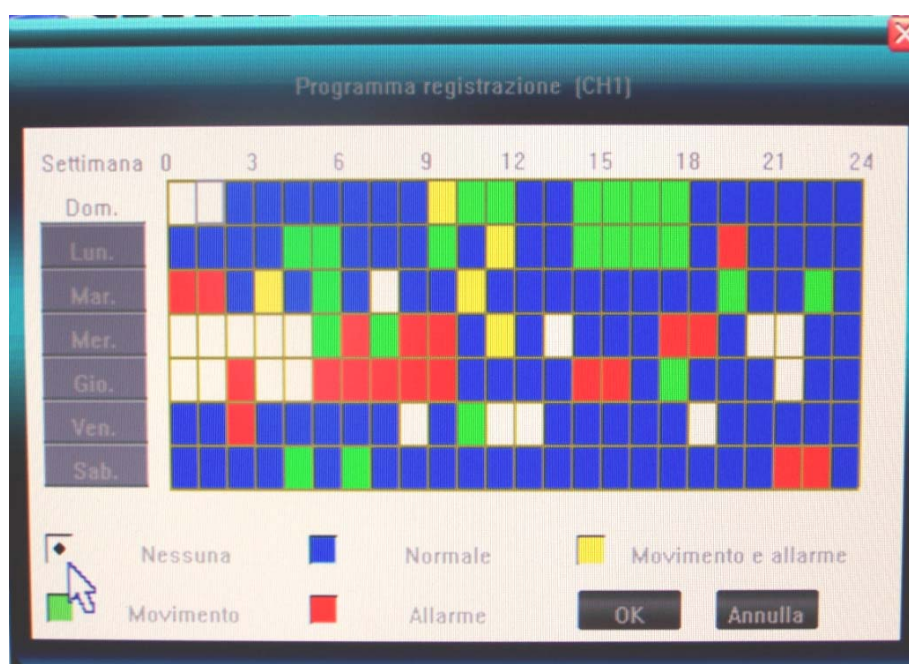 Programma registrazione [CH1]
Settimana 0 3 6 9 12 15 18 21 24
Dom.
Lun.
Mar.
Mer.
Gio.
Ven.
Sab.
Nessuna Normale Movimento e allarme
Movimento Allarme OK Annulla